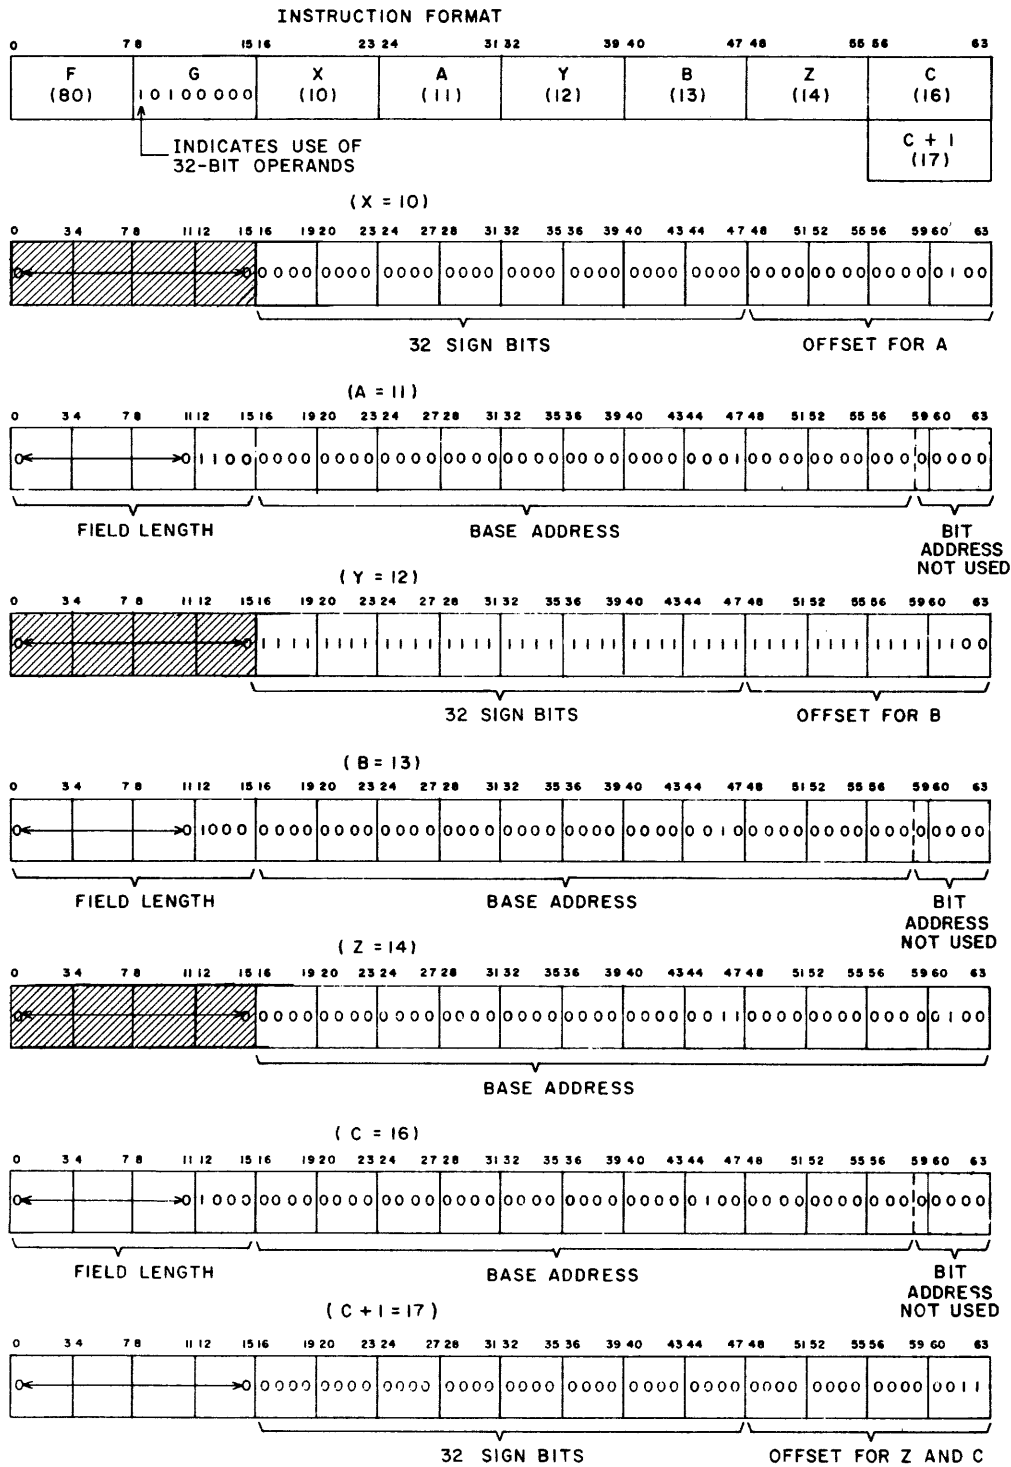 INSTRUCTION FORMAT
0 7 8 15 16 23 24 31 32 39 40 47 48 55 56 63
F G X A Y B Z C
(80) 10100000 (10) (11) (12) (13) (14) (16)
INDICATES USE OF
32-BIT OPERANDS
C + 1
(17)
(X = 10)
0 3 4 7 8 11 12 15 16 19 20 23 24 27 28 31 32 35 36 39 40 43 44 47 48 51 52 55 56 59 60 63
0 0 0000 0000 0000 0000 0000 0000 0000 0000 0000 0000 0000 0100
32 SIGN BITS OFFSET FOR A
(A = 11)
0 3 4 7 8 11 12 15 16 19 20 23 24 27 28 31 32 35 36 39 40 43 44 47 48 51 52 55 56 59 60 63
0 0 1100 0000 0000 0000 0000 0000 0000 0000 0001 0000 0000 000 0 0000
FIELD LENGTH BASE ADDRESS BIT
ADDRESS
NOT USED
(Y = 12)
0 3 4 7 8 11 12 15 16 19 20 23 24 27 28 31 32 35 36 39 40 43 44 47 48 51 52 55 56 59 60 63
0 0 1111 1111 1111 1111 1111 1111 1111 1111 1111 1111 1111 1100
32 SIGN BITS OFFSET FOR B
(B = 13)
0 3 4 7 8 11 12 15 16 19 20 23 24 27 28 31 32 35 36 39 40 43 44 47 48 51 52 55 56 59 60 63
0 0 1000 0000 0000 0000 0000 0000 0000 0000 0010 0000 0000 000 0 0000
FIELD LENGTH BASE ADDRESS BIT
ADDRESS
NOT USED
(Z = 14)
0 3 4 7 8 11 12 15 16 19 20 23 24 27 28 31 32 35 36 39 40 43 44 47 48 51 52 55 56 59 60 63
0 0 0000 0000 0000 0000 0000 0000 0000 0011 0000 0000 0000 0100
BASE ADDRESS
(C = 16)
0 3 4 7 8 11 12 15 16 19 20 23 24 27 28 31 32 35 36 39 40 43 44 47 48 51 52 55 56 59 60 63
0 0 1000 0000 0000 0000 0000 0000 0000 0000 0100 0000 0000 000 0 0000
FIELD LENGTH BASE ADDRESS BIT
ADDRESS
NOT USED
(C + 1 = 17)
0 3 4 7 8 11 12 15 16 19 20 23 24 27 28 31 32 35 36 39 40 43 44 47 48 51 52 55 56 59 60 63
0 0 0000 0000 0000 0000 0000 0000 0000 0000 0000 0000 0000 0011
32 SIGN BITS OFFSET FOR Z AND C